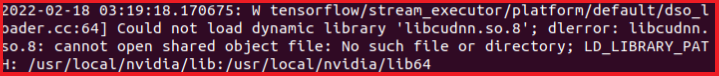 2022-02-18 03:19:18.170675: W tensorflow/stream_executor/platform/default/dso_l
oader.cc:64] Could not load dynamic library 'libcudnn.so.8'; dlerror: libcudnn.
so.8: cannot open shared object file: No such file or directory; LD_LIBRARY_PAT
H: /usr/local/nvidia/lib:/usr/local/nvidia/lib64